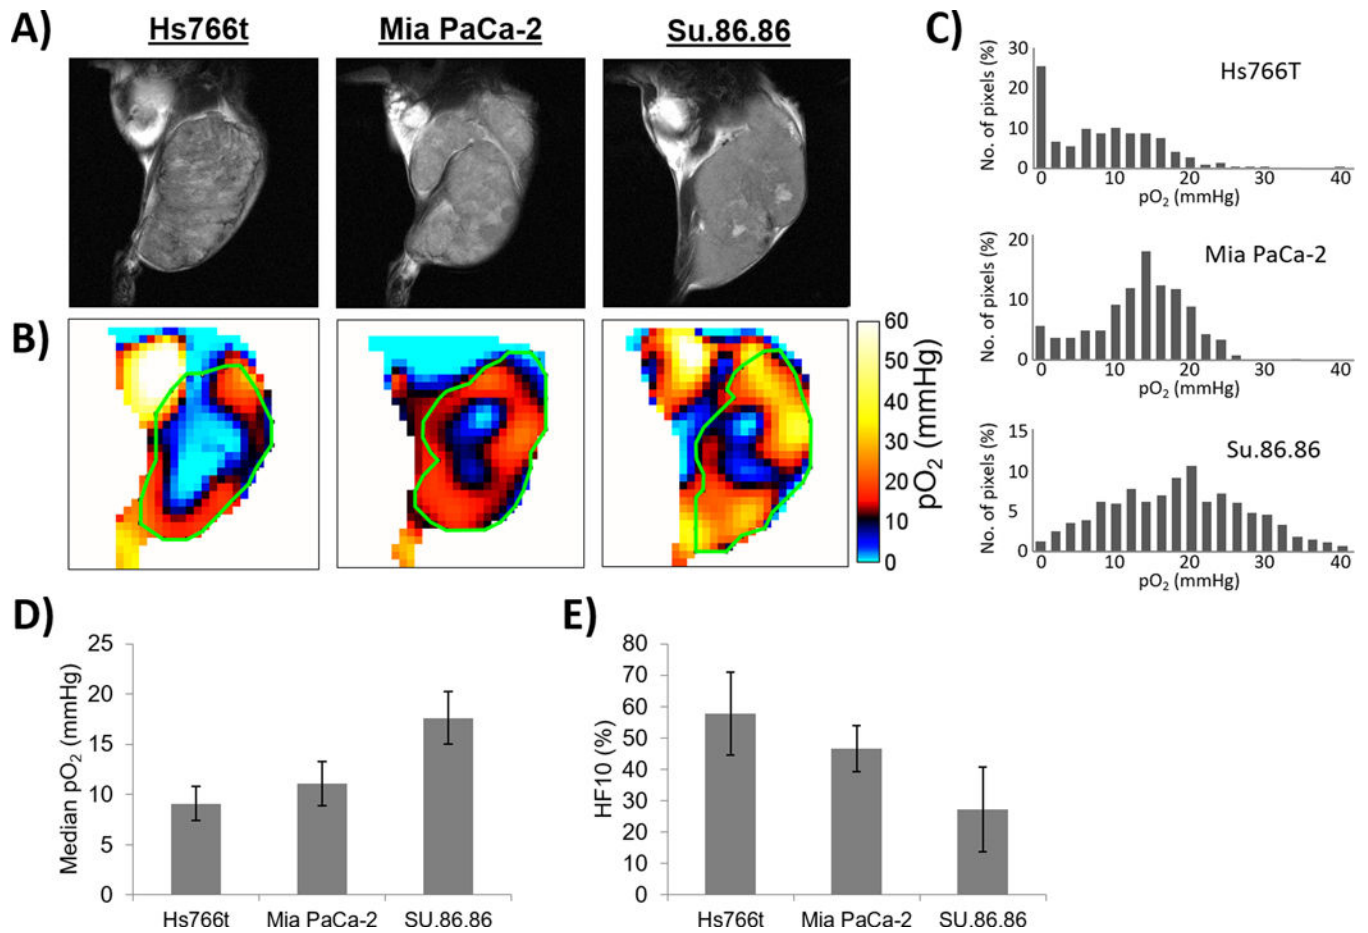 A)
Hs766t
Mia PaCa-2
Su.86.86
B)
60
50
40
30
20
10
0
pO₂ (mmHg)
C)
Hs766T
No. of pixels (%)
30
20
10
0
0 10 20 30 40
pO₂ (mmHg)
Mia PaCa-2
No. of pixels (%)
20
10
0
0 10 20 30 40
pO₂ (mmHg)
Su.86.86
No. of pixels (%)
15
10
5
0
0 10 20 30 40
pO₂ (mmHg)
D)
Median pO₂ (mmHg)
25
20
15
10
5
0
Hs766t Mia PaCa-2 SU.86.86
E)
HF10 (%)
80
70
60
50
40
30
20
10
0
Hs766t Mia PaCa-2 SU.86.86